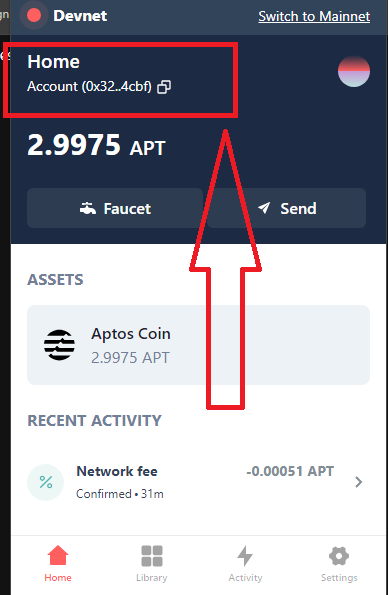 Devnet
Switch to Mainnet
Home
Account (0x32..4cbf)
2.9975 APT
Faucet
Send
ASSETS
Aptos Coin
2.9975 APT
RECENT ACTIVITY
Network fee
-0.00051 APT
Confirmed • 31m
Home
Library
Activity
Settings